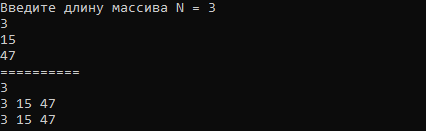 Введите длину массива N = 3
3
15
47
==========
3
3 15 47
3 15 47